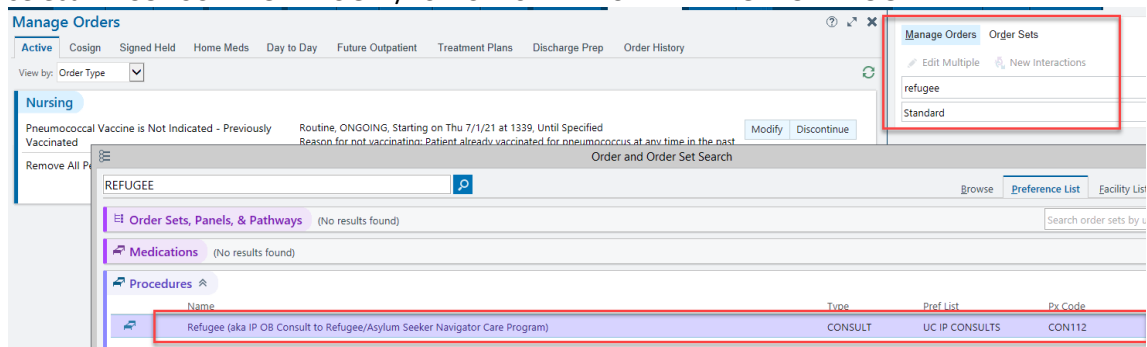 Manage Orders
Active Cosign Signed Held Home Meds Day to Day Future Outpatient Treatment Plans Discharge Prep Order History
View by: Order Type
Nursing
Pneumococcal Vaccine is Not Indicated - Previously Vaccinated
Routine, ONGOING, Starting on Thu 7/1/21 at 1339, Until Specified
Reason for not vaccinating: Patient already vaccinated for pneumococcus at any time in the past
Modify Discontinue
Remove All
Manage Orders Order Sets
Edit Multiple New Interactions
refugee
Standard
Order and Order Set Search
REFUGEE
Browse Preference List Facility List
Order Sets, Panels, & Pathways (No results found)
Search order sets by
Medications (No results found)
Procedures
Name Type Pref List Px Code
Refugee (aka IP OB Consult to Refugee/Asylum Seeker Navigator Care Program) CONSULT UC IP CONSULTS CON112